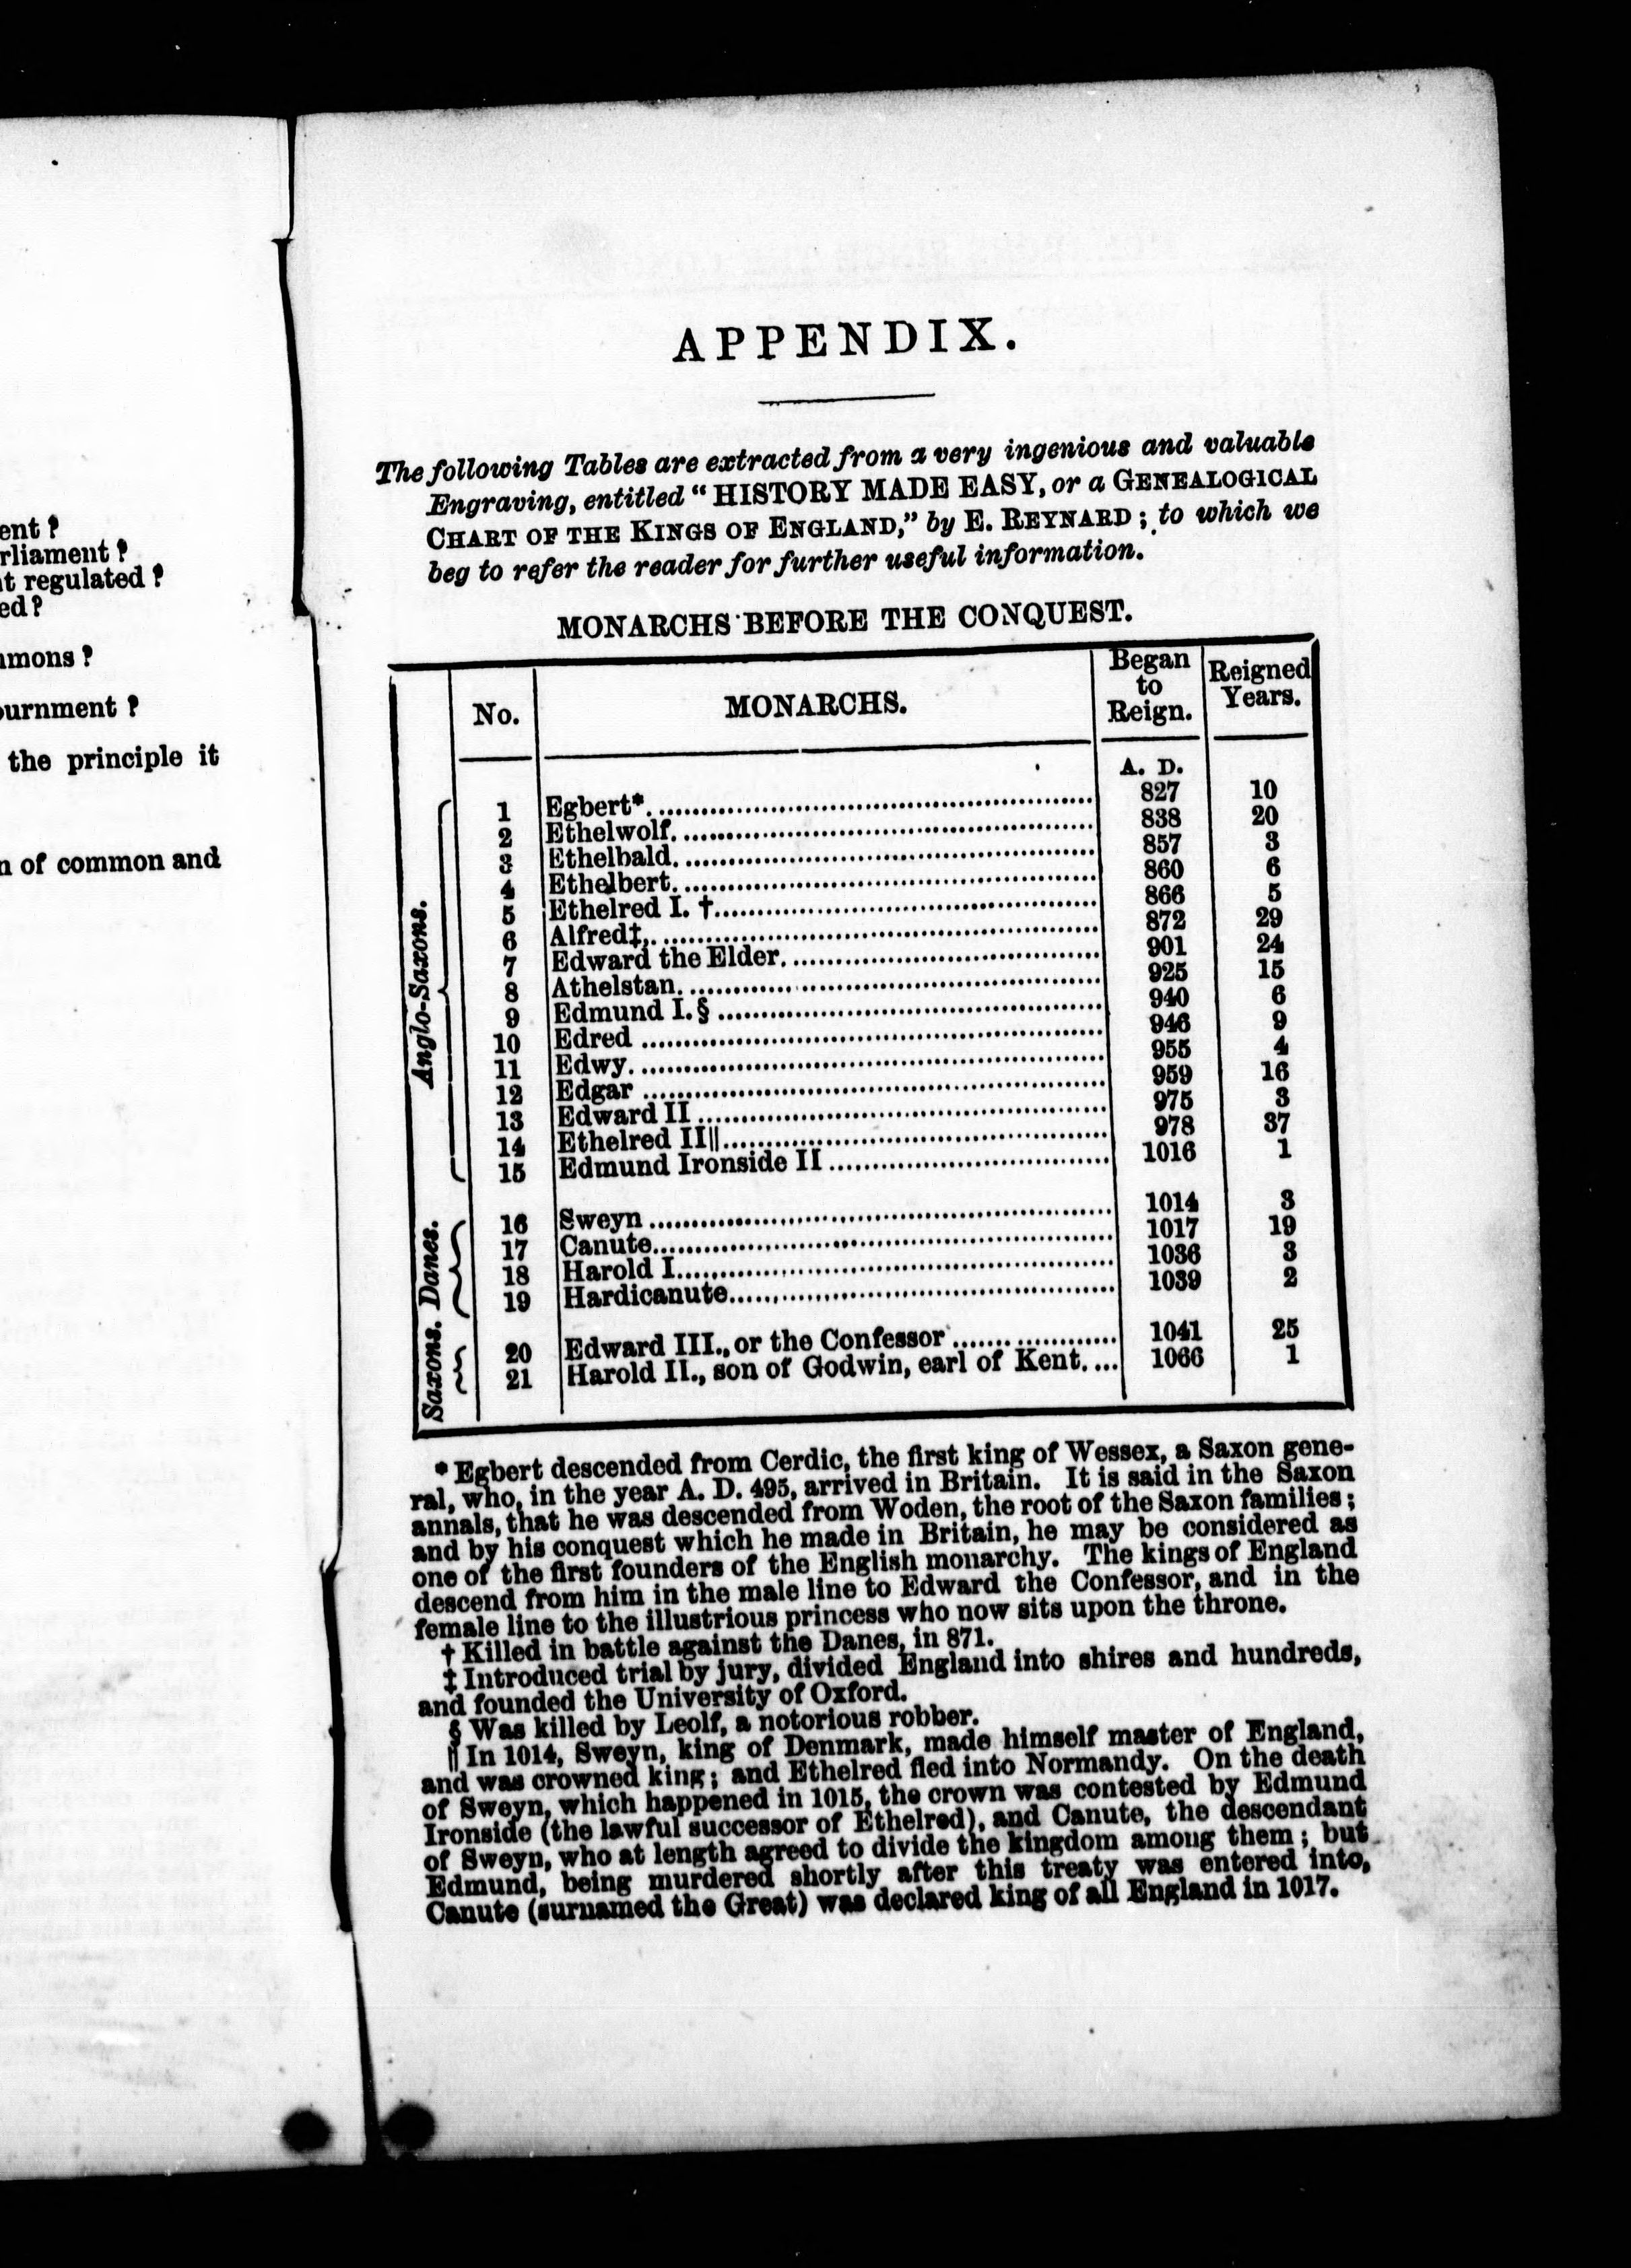 ent ?
rliament ?
t regulated ?
ed ?
mons ?
ournment ?
the principle it
of common and
APPENDIX.
The following Tables are extracted from a very ingenious and valuable
Engraving, entitled “HISTORY MADE EASY, or a GENEALOGICAL
CHART OF THE KINGS OF ENGLAND,” by E. REYNARD ; to which we
beg to refer the reader for further useful information.
MONARCHS BEFORE THE CONQUEST.
No. MONARCHS. Began to Reign. Reigned Years.
A. D.
Anglo-Saxons.
1 Egbert* 827 10
2 Ethelwolf 838 20
3 Ethelbald 857 3
4 Ethelbert 860 6
5 Ethelred I. † 866 5
6 Alfred‡ 872 29
7 Edward the Elder 901 24
8 Athelstan 925 15
9 Edmund I. § 940 6
10 Edred 946 9
11 Edwy 955 4
12 Edgar 959 16
13 Edward II 975 3
14 Ethelred II‖ 978 37
15 Edmund Ironside II 1016 1
Danes.
16 Sweyn 1014 3
17 Canute 1017 19
18 Harold I 1036 3
19 Hardicanute 1039 2
Saxons.
20 Edward III., or the Confessor 1041 25
21 Harold II., son of Godwin, earl of Kent 1066 1
* Egbert descended from Cerdic, the first king of Wessex, a Saxon gene-
ral, who, in the year A. D. 495, arrived in Britain. It is said in the Saxon
annals, that he was descended from Woden, the root of the Saxon families ;
and by his conquest which he made in Britain, he may be considered as
one of the first founders of the English monarchy. The kings of England
descend from him in the male line to Edward the Confessor, and in the
female line to the illustrious princess who now sits upon the throne.
† Killed in battle against the Danes, in 871.
‡ Introduced trial by jury, divided England into shires and hundreds,
and founded the University of Oxford.
§ Was killed by Leolf, a notorious robber.
‖ In 1014, Sweyn, king of Denmark, made himself master of England,
and was crowned king ; and Ethelred fled into Normandy. On the death
of Sweyn, which happened in 1015, the crown was contested by Edmund
Ironside (the lawful successor of Ethelred), and Canute, the descendant
of Sweyn, who at length agreed to divide the kingdom among them ; but
Edmund, being murdered shortly after this treaty was entered into,
Canute (surnamed the Great) was declared king of all England in 1017.